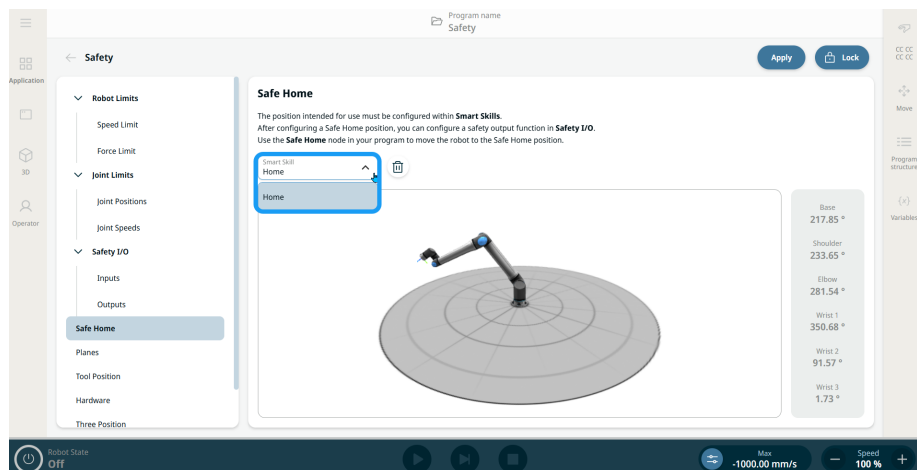 Program name
Safety
Safety
Apply
Lock
CC CC
CC CC
Application
3D
Operator
Move
Program
structure
{x}
Variables
Robot Limits
Speed Limit
Force Limit
Joint Limits
Joint Positions
Joint Speeds
Safety I/O
Inputs
Outputs
Safe Home
Planes
Tool Position
Hardware
Three Position
Safe Home
The position intended for use must be configured within Smart Skills.
After configuring a Safe Home position, you can configure a safety output function in Safety I/O.
Use the Safe Home node in your program to move the robot to the Safe Home position.
Smart Skill
Home
Home
Base
217.85 °
Shoulder
233.65 °
Elbow
281.54 °
Wrist 1
350.68 °
Wrist 2
91.57 °
Wrist 3
1.73 °
Robot State
Off
Max
-1000.00 mm/s
Speed
100 %